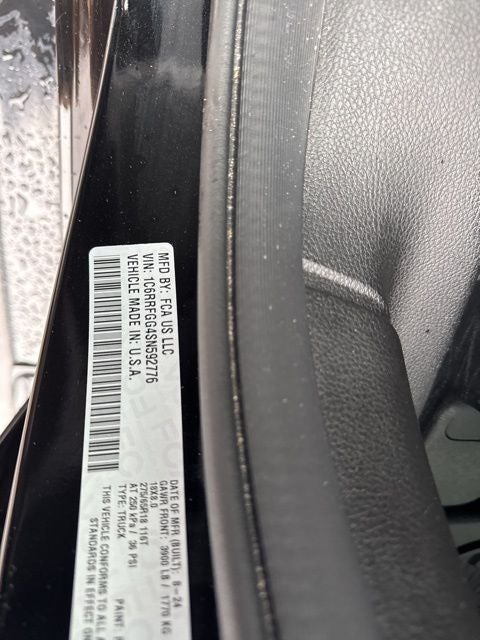 MFD BY: FCA US LLC
VIN: 1C6RRFGG4SN592776
VEHICLE MADE IN: U.S.A.
DATE OF MFR (BUILT): 8-24
GAWR FRONT: 3900 LB / 1770 KG
18X8.0
275/65R18 116T
AT 250 kPa / 36 PSI
TYPE: TRUCK
PAINT:
THIS VEHICLE CONFORMS TO ALL
STANDARDS IN EFFECT ON